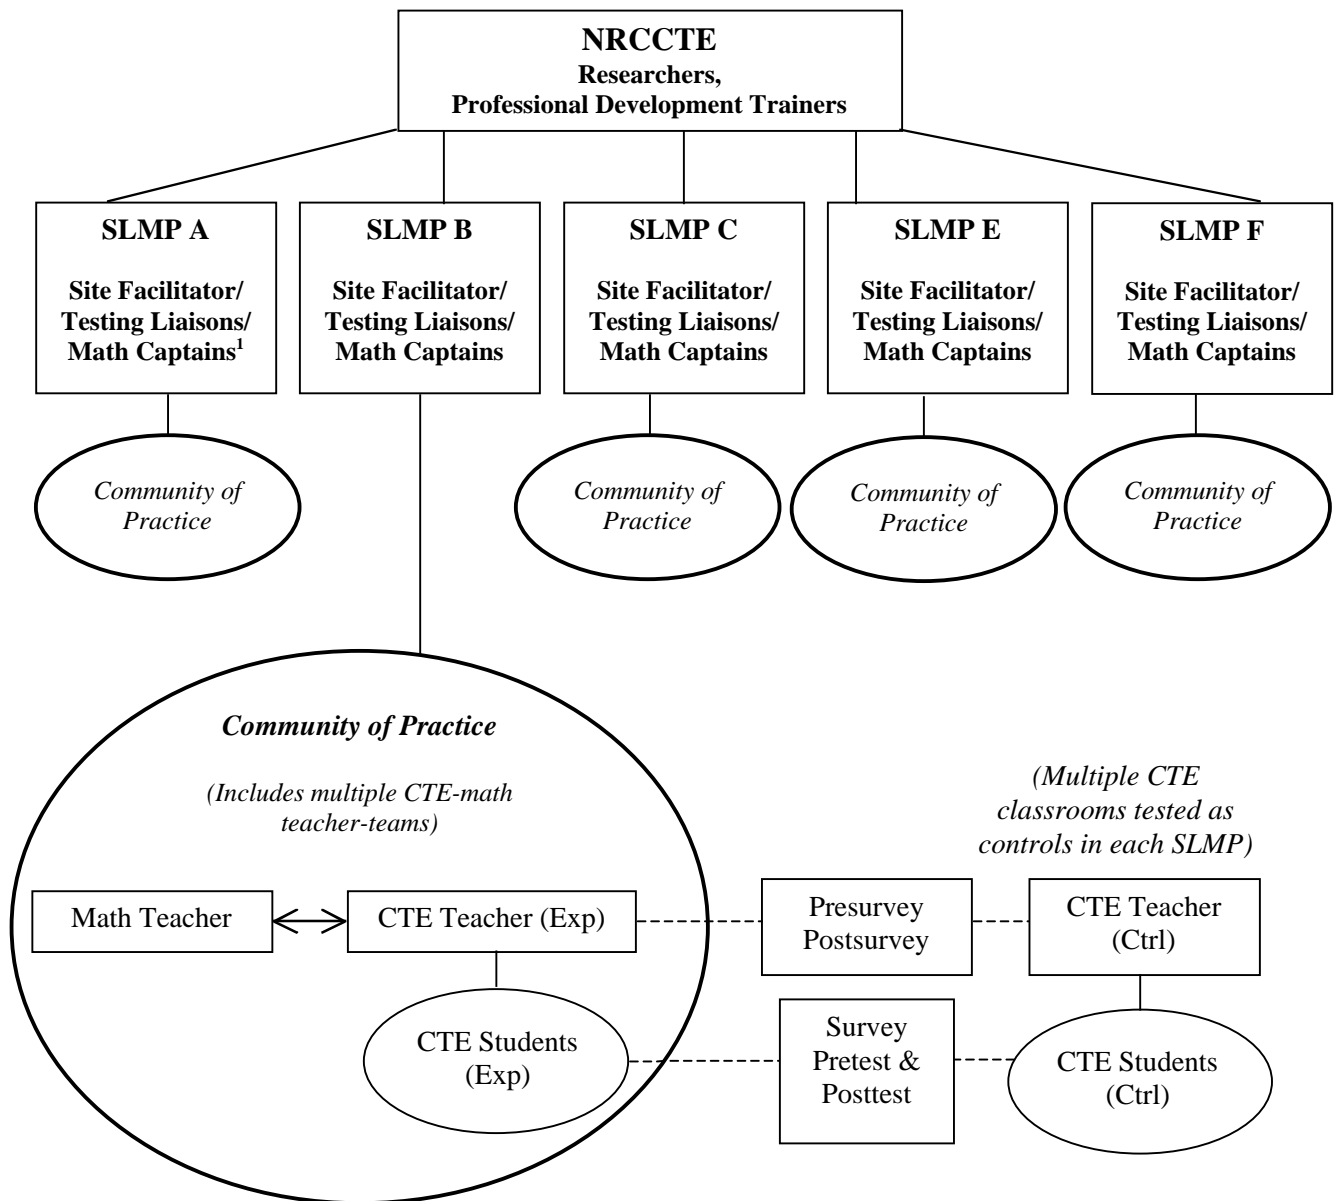 NRCCTE
Researchers,
Professional Development Trainers
SLMP A
Site Facilitator/
Testing Liaisons/
Math Captains¹
SLMP B
Site Facilitator/
Testing Liaisons/
Math Captains
SLMP C
Site Facilitator/
Testing Liaisons/
Math Captains
SLMP E
Site Facilitator/
Testing Liaisons/
Math Captains
SLMP F
Site Facilitator/
Testing Liaisons/
Math Captains
Community of
Practice
Community of
Practice
Community of
Practice
Community of
Practice
Community of Practice
(Includes multiple CTE-math
teacher-teams)
(Multiple CTE
classrooms tested as
controls in each SLMP)
Math Teacher
CTE Teacher (Exp)
Presurvey
Postsurvey
CTE Teacher
(Ctrl)
CTE Students
(Exp)
Survey
Pretest &
Posttest
CTE Students
(Ctrl)